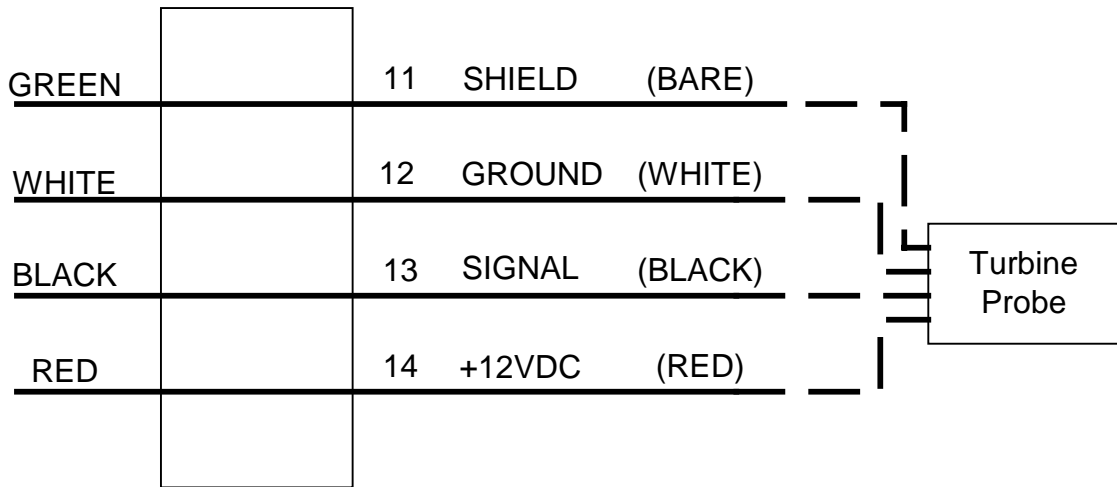 GREEN 11 SHIELD (BARE)
WHITE 12 GROUND (WHITE)
BLACK 13 SIGNAL (BLACK)
Turbine
Probe
RED 14 +12VDC (RED)